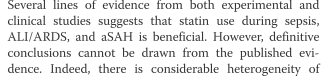 Several lines of evidence from both experimental and
clinical studies suggests that statin use during sepsis,
ALI/ARDS, and aSAH is beneficial. However, definitive
conclusions cannot be drawn from the published evi-
dence. Indeed, there is considerable heterogeneity of